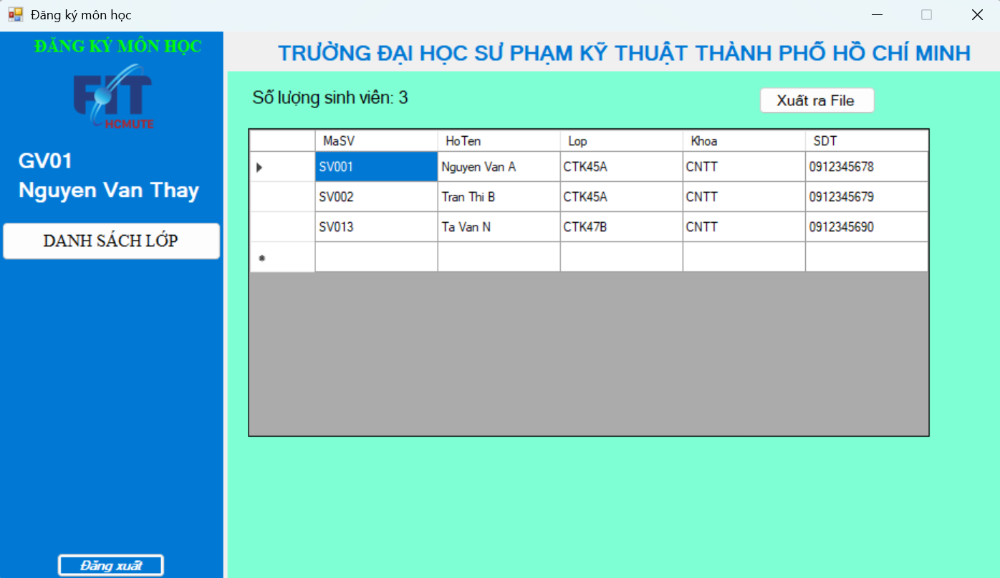 Đăng ký môn học
ĐĂNG KÝ MÔN HỌC
FIT
HCMUTE
GV01
Nguyen Van Thay
DANH SÁCH LỚP
Đăng xuất
TRƯỜNG ĐẠI HỌC SƯ PHẠM KỸ THUẬT THÀNH PHỐ HỒ CHÍ MINH
Số lượng sinh viên: 3
Xuất ra File
MaSV HoTen Lop Khoa SDT
SV001 Nguyen Van A CTK45A CNTT 0912345678
SV002 Tran Thi B CTK45A CNTT 0912345679
SV013 Ta Van N CTK47B CNTT 0912345690